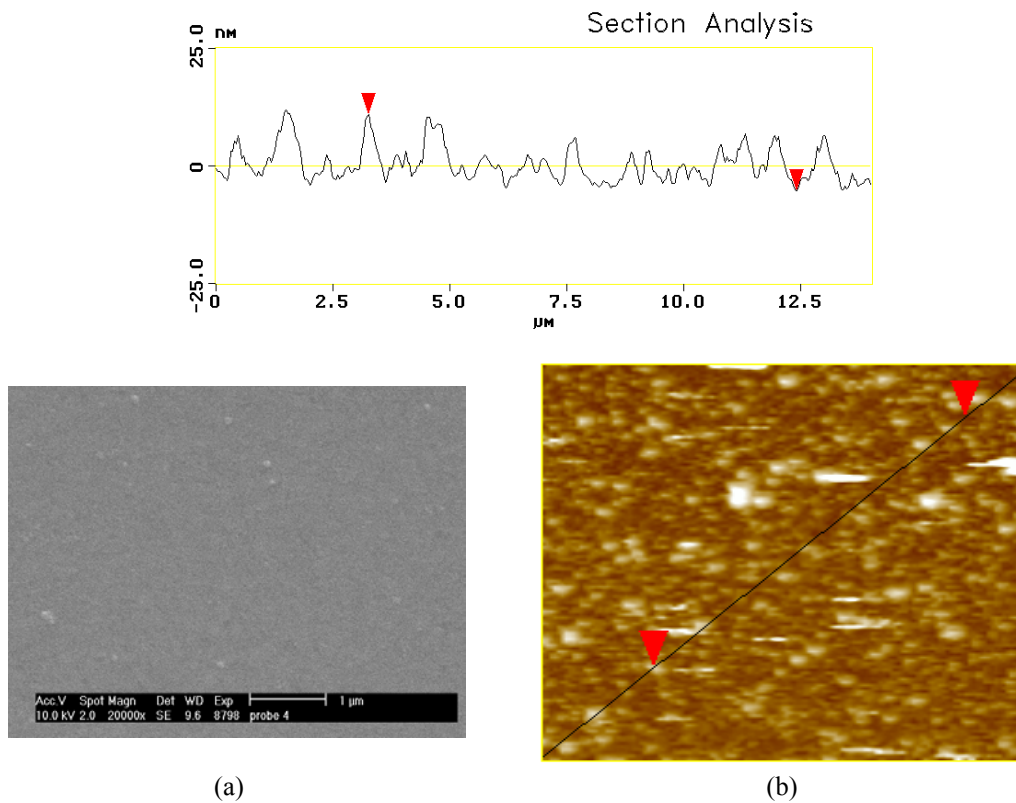 Section Analysis
nm
25.0
0
-25.0
0 2.5 5.0 7.5 10.0 12.5
µm
Acc.V Spot Magn Det WD Exp 1 µm
10.0 kV 2.0 20000x SE 9.6 8798 probe 4
(a) (b)